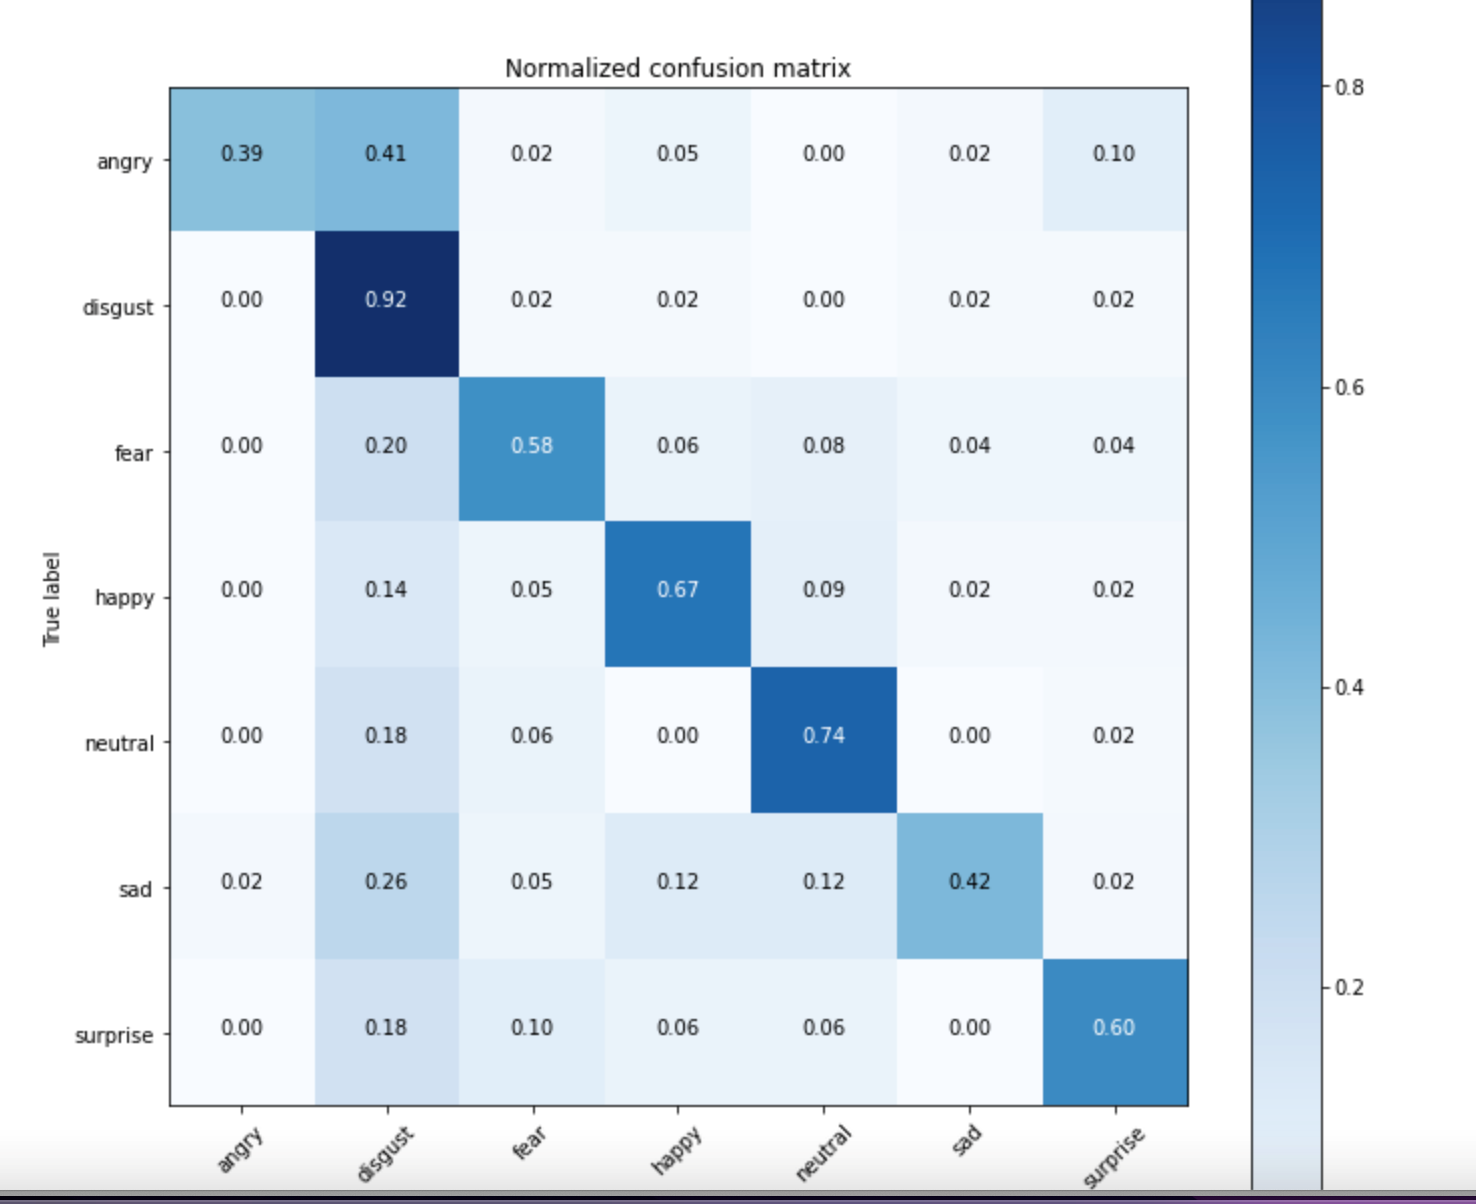 Normalized confusion matrix
angry 0.39 0.41 0.02 0.05 0.00 0.02 0.10
disgust 0.00 0.92 0.02 0.02 0.00 0.02 0.02
fear 0.00 0.20 0.58 0.06 0.08 0.04 0.04
happy 0.00 0.14 0.05 0.67 0.09 0.02 0.02
neutral 0.00 0.18 0.06 0.00 0.74 0.00 0.02
sad 0.02 0.26 0.05 0.12 0.12 0.42 0.02
surprise 0.00 0.18 0.10 0.06 0.06 0.00 0.60
True label
angry disgust fear happy neutral sad surprise
0.8
0.6
0.4
0.2